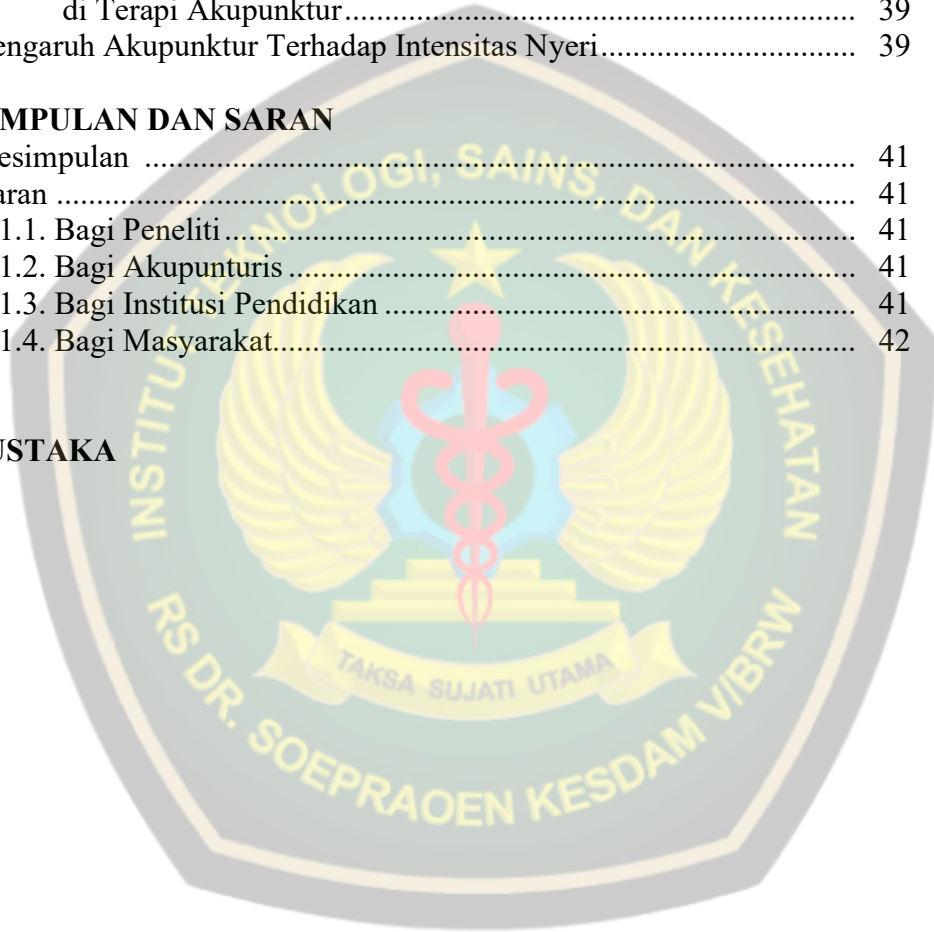 di Terapi Akupunktur........................................................................ 39
engaruh Akupunktur Terhadap Intensitas Nyeri................................ 39
MPULAN DAN SARAN
esimpulan .......................................................................................... 41
aran ..................................................................................................... 41
1.1. Bagi Peneliti................................................................................ 41
1.2. Bagi Akupunturis........................................................................ 41
1.3. Bagi Institusi Pendidikan............................................................ 41
1.4. Bagi Masyarakat......................................................................... 42
USTAKA
INSTITUT TEKNOLOGI, SAINS, DAN KESEHATAN
TAKSA SUJATI UTAMA
RS DR. SOEPRAOEN KESDAM V/BRW